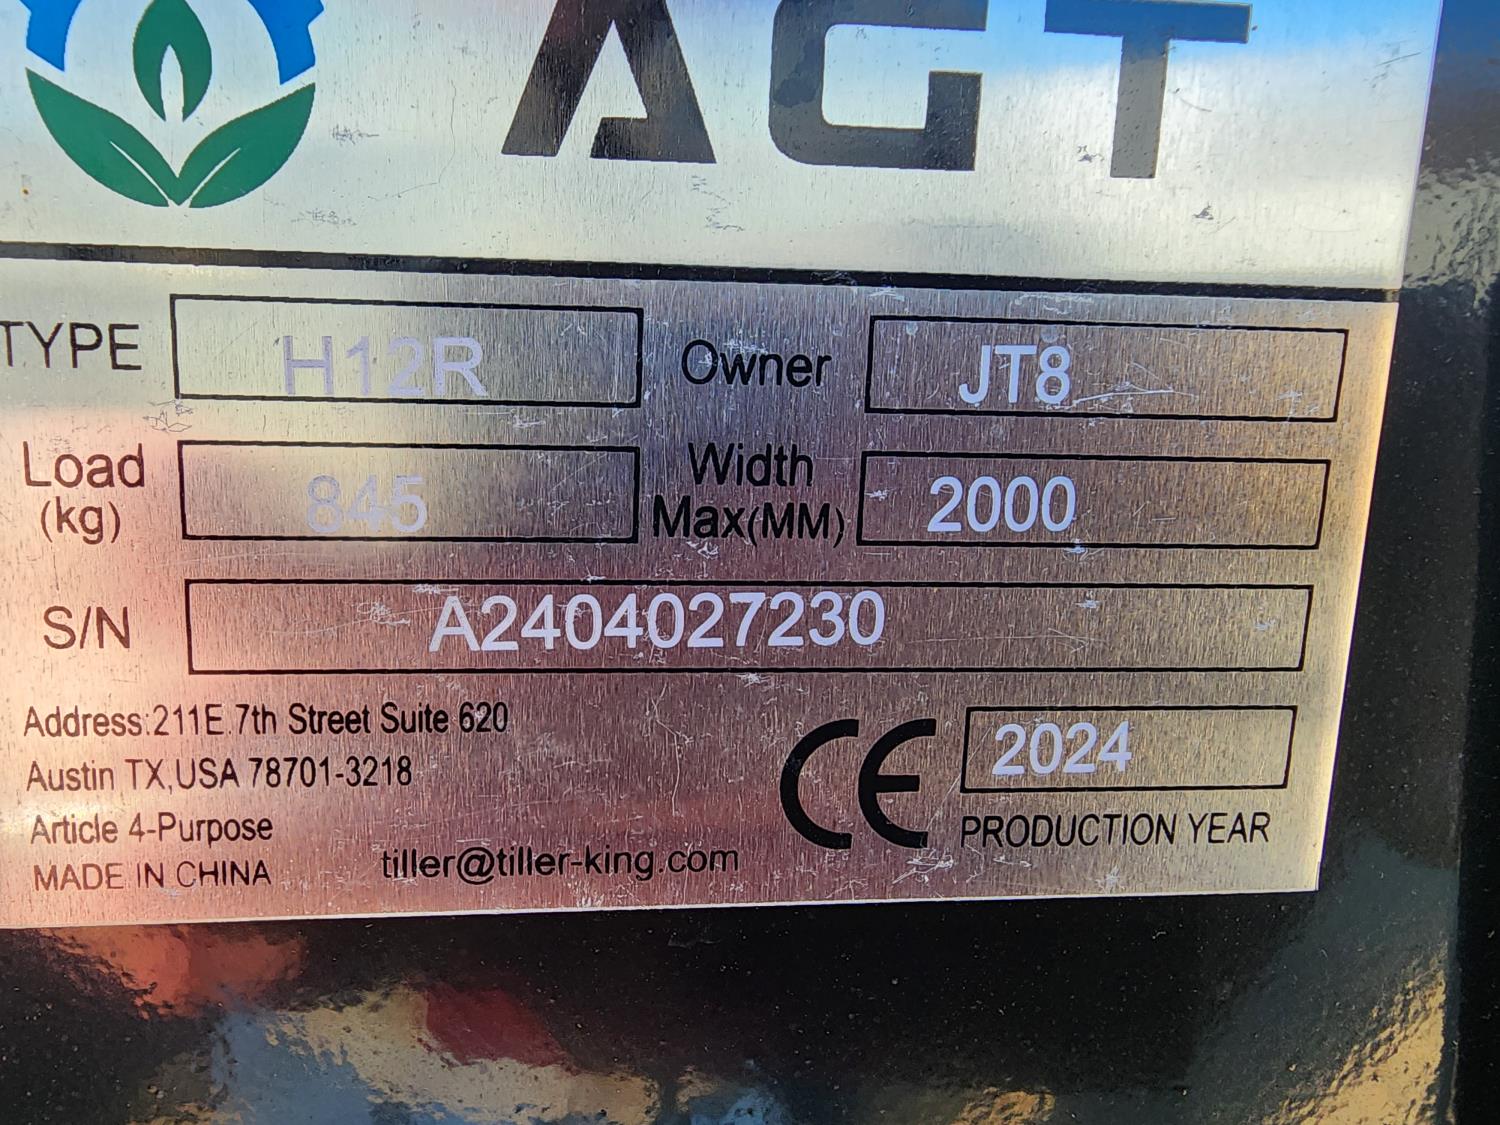 AGT
TYPE H12R Owner JT8
Load (kg) 845 Width Max(MM) 2000
S/N A2404027230
Address:211E.7th Street Suite 620
Austin TX,USA 78701-3218
Article 4-Purpose
MADE IN CHINA
tiller@tiller-king.com
CE 2024
PRODUCTION YEAR